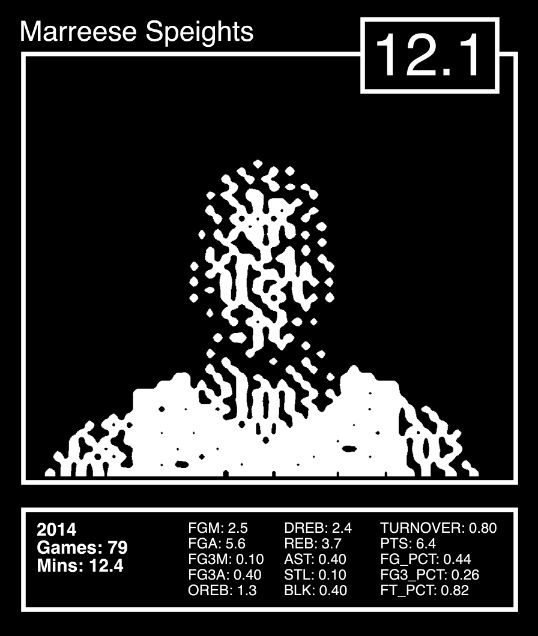 Marreese Speights
12.1
2014
Games: 79
Mins: 12.4
FGM: 2.5
FGA: 5.6
FG3M: 0.10
FG3A: 0.40
OREB: 1.3
DREB: 2.4
REB: 3.7
AST: 0.40
STL: 0.10
BLK: 0.40
TURNOVER: 0.80
PTS: 6.4
FG_PCT: 0.44
FG3_PCT: 0.26
FT_PCT: 0.82